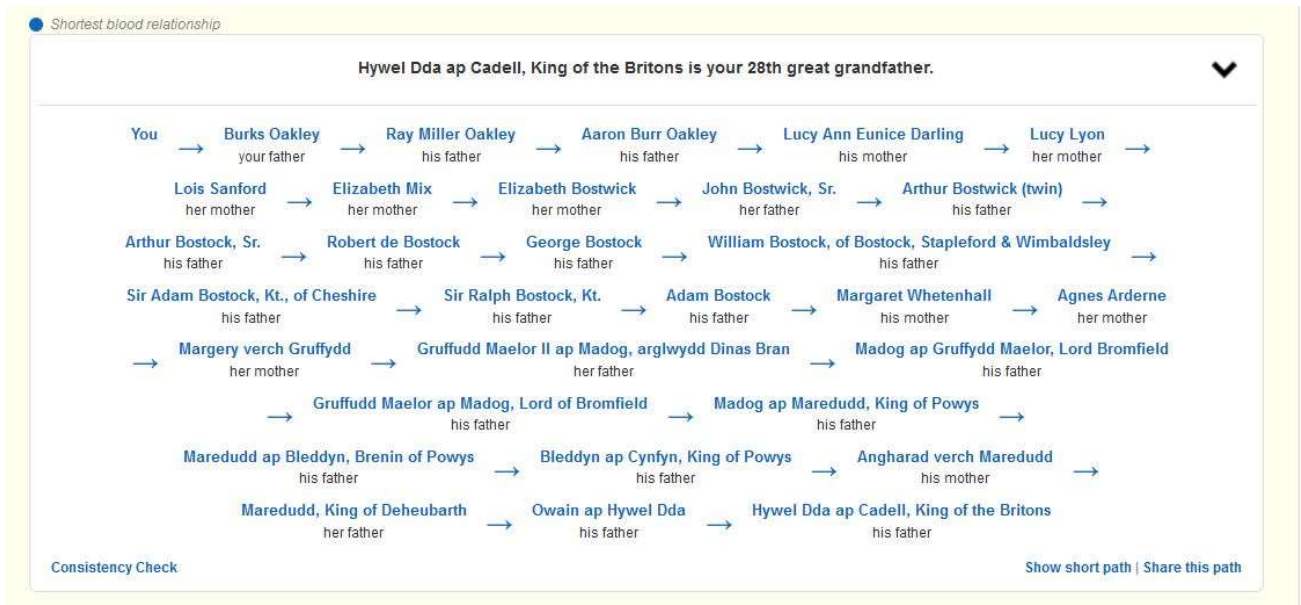 Shortest blood relationship
Hywel Dda ap Cadell, King of the Britons is your 28th great grandfather.
You → Burks Oakley → Ray Miller Oakley → Aaron Burr Oakley → Lucy Ann Eunice Darling → Lucy Lyon →
your father his father his father his mother her mother
Lois Sanford → Elizabeth Mix → Elizabeth Bostwick → John Bostwick, Sr. → Arthur Bostwick (twin) →
her mother her mother her mother her father his father
Arthur Bostock, Sr. → Robert de Bostock → George Bostock → William Bostock, of Bostock, Stapleford & Wimbaldsley →
his father his father his father his father
Sir Adam Bostock, Kt., of Cheshire → Sir Ralph Bostock, Kt. → Adam Bostock → Margaret Whetenhall → Agnes Arderne
his father his father his father his mother her mother
→ Margery verch Gruffydd → Gruffudd Maelor II ap Madog, arglwydd Dinas Bran → Madog ap Gruffydd Maelor, Lord Bromfield
her mother her father his father
→ Gruffudd Maelor ap Madog, Lord of Bromfield → Madog ap Maredudd, King of Powys →
his father his father
Maredudd ap Bleddyn, Brenin of Powys → Bleddyn ap Cynfyn, King of Powys → Angharad verch Maredudd →
his father his father his mother
Maredudd, King of Deheubarth → Owain ap Hywel Dda → Hywel Dda ap Cadell, King of the Britons
her father his father his father
Consistency Check Show short path | Share this path